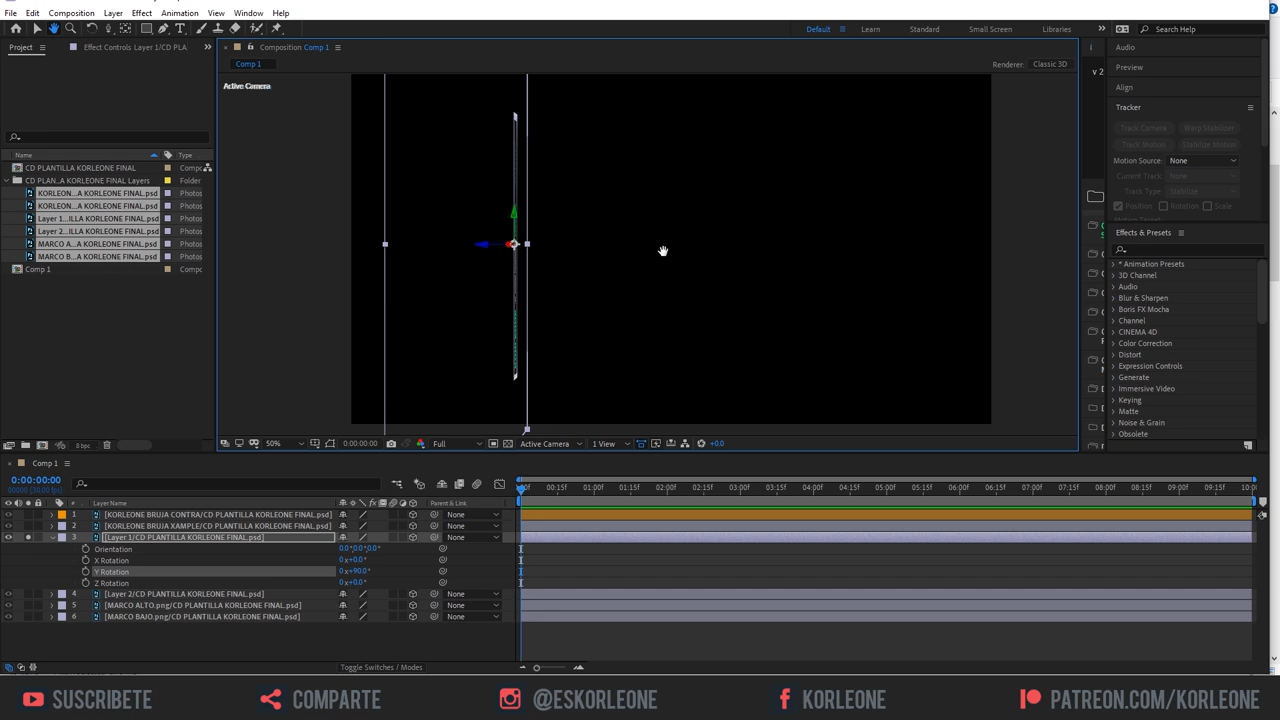 File Edit Composition Layer Effect Animation View Window Help
Default Learn Standard Small Screen Libraries Search Help
Project Effect Controls Layer 1/CD PLA
Composition Comp 1
Comp 1
Renderer: Classic 3D
Active Camera
Name Type
CD PLANTILLA KORLEONE FINAL Compc
CD PLAN...A KORLEONE FINAL Layers Folder
KORLEON...A KORLEONE FINAL.psd Photos
KORLEON...A KORLEONE FINAL.psd Photos
Layer 1...ILLA KORLEONE FINAL.psd Photos
Layer 2...ILLA KORLEONE FINAL.psd Photos
MARCO A...A KORLEONE FINAL.psd Photos
MARCO B...A KORLEONE FINAL.psd Photos
Comp 1
8 bpc
50% 0:00:00:00 Full Active Camera 1 View +0.0
v 2
Audio
Preview
Align
Tracker
Track Camera Warp Stabilizer
Track Motion Stabilize Motion
Motion Source: None
Current Track: None
Track Type: Stabilize
Position Rotation Scale
Motion Target:
Effects & Presets
* Animation Presets
3D Channel
Audio
Blur & Sharpen
Boris FX Mocha
Channel
CINEMA 4D
Color Correction
Distort
Expression Controls
Generate
Immersive Video
Keying
Matte
Noise & Grain
Obsolete
Comp 1
0:00:00:00
00000 (30.00 fps)
:00f 00:15f 01:00f 01:15f 02:00f 02:15f 03:00f 03:15f 04:00f 04:15f 05:00f 05:15f 06:00f 06:15f 07:00f 07:15f 08:00f 08:15f 09:00f 09:15f 10:00
# Layer Name Parent & Link
1 [KORLEONE BRUJA CONTRA/CD PLANTILLA KORLEONE FINAL.psd] None
2 [KORLEONE BRUJA XAMPLE/CD PLANTILLA KORLEONE FINAL.psd] None
3 [Layer 1/CD PLANTILLA KORLEONE FINAL.psd] None
Orientation 0.0°,0.0°,0.0°
X Rotation 0x+0.0°
Y Rotation 0x+90.0°
Z Rotation 0x+0.0°
4 [Layer 2/CD PLANTILLA KORLEONE FINAL.psd] None
5 [MARCO ALTO.png/CD PLANTILLA KORLEONE FINAL.psd] None
6 [MARCO BAJO.png/CD PLANTILLA KORLEONE FINAL.psd] None
Toggle Switches / Modes
SUSCRIBETE COMPARTE @ESKORLEONE KORLEONE PATREON.COM/KORLEONE